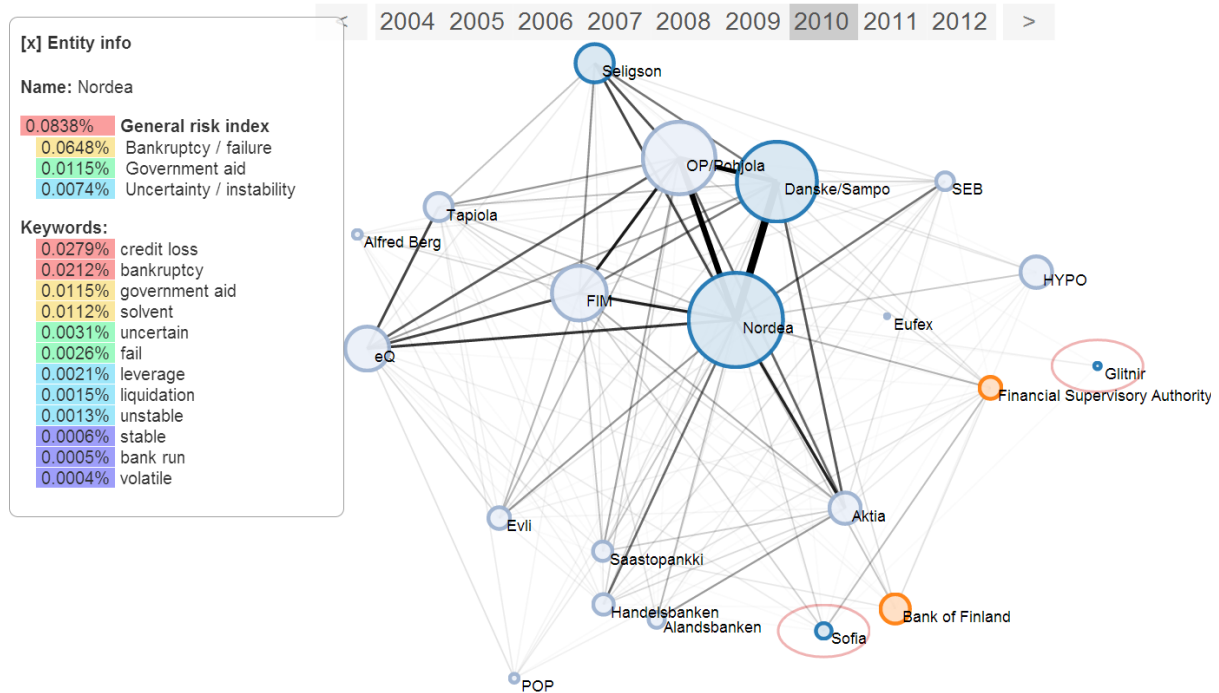 < 2004 2005 2006 2007 2008 2009 2010 2011 2012 >
[x] Entity info
Name: Nordea
0.0838% General risk index
0.0648% Bankruptcy / failure
0.0115% Government aid
0.0074% Uncertainty / instability
Keywords:
0.0279% credit loss
0.0212% bankruptcy
0.0115% government aid
0.0112% solvent
0.0031% uncertain
0.0026% fail
0.0021% leverage
0.0015% liquidation
0.0013% unstable
0.0006% stable
0.0005% bank run
0.0004% volatile
Seligson
OP/Pohjola
Danske/Sampo
SEB
Tapiola
Alfred Berg
HYPO
FIM
Nordea
Eufex
eQ
Glitnir
Financial Supervisory Authority
Aktia
Evli
Saastopankki
Handelsbanken
Alandsbanken
Bank of Finland
Sofia
POP